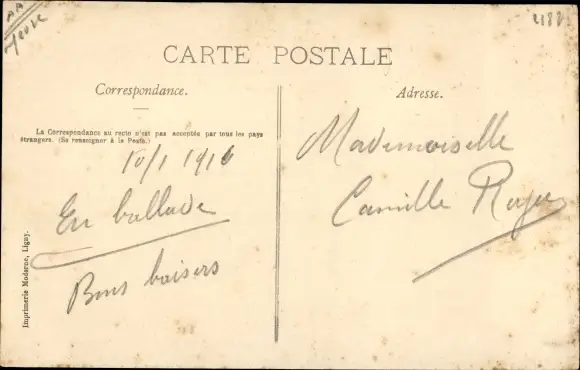 Meuse
CARTE POSTALE
Correspondance.
La Correspondance au recto n'est pas acceptée par tous les pays
étrangers. (Se renseigner à la Poste.)
10/1 1916
En ballade
Bons baisers
Imprimerie Moderne, Ligny.
Adresse.
Mademoiselle
Camille